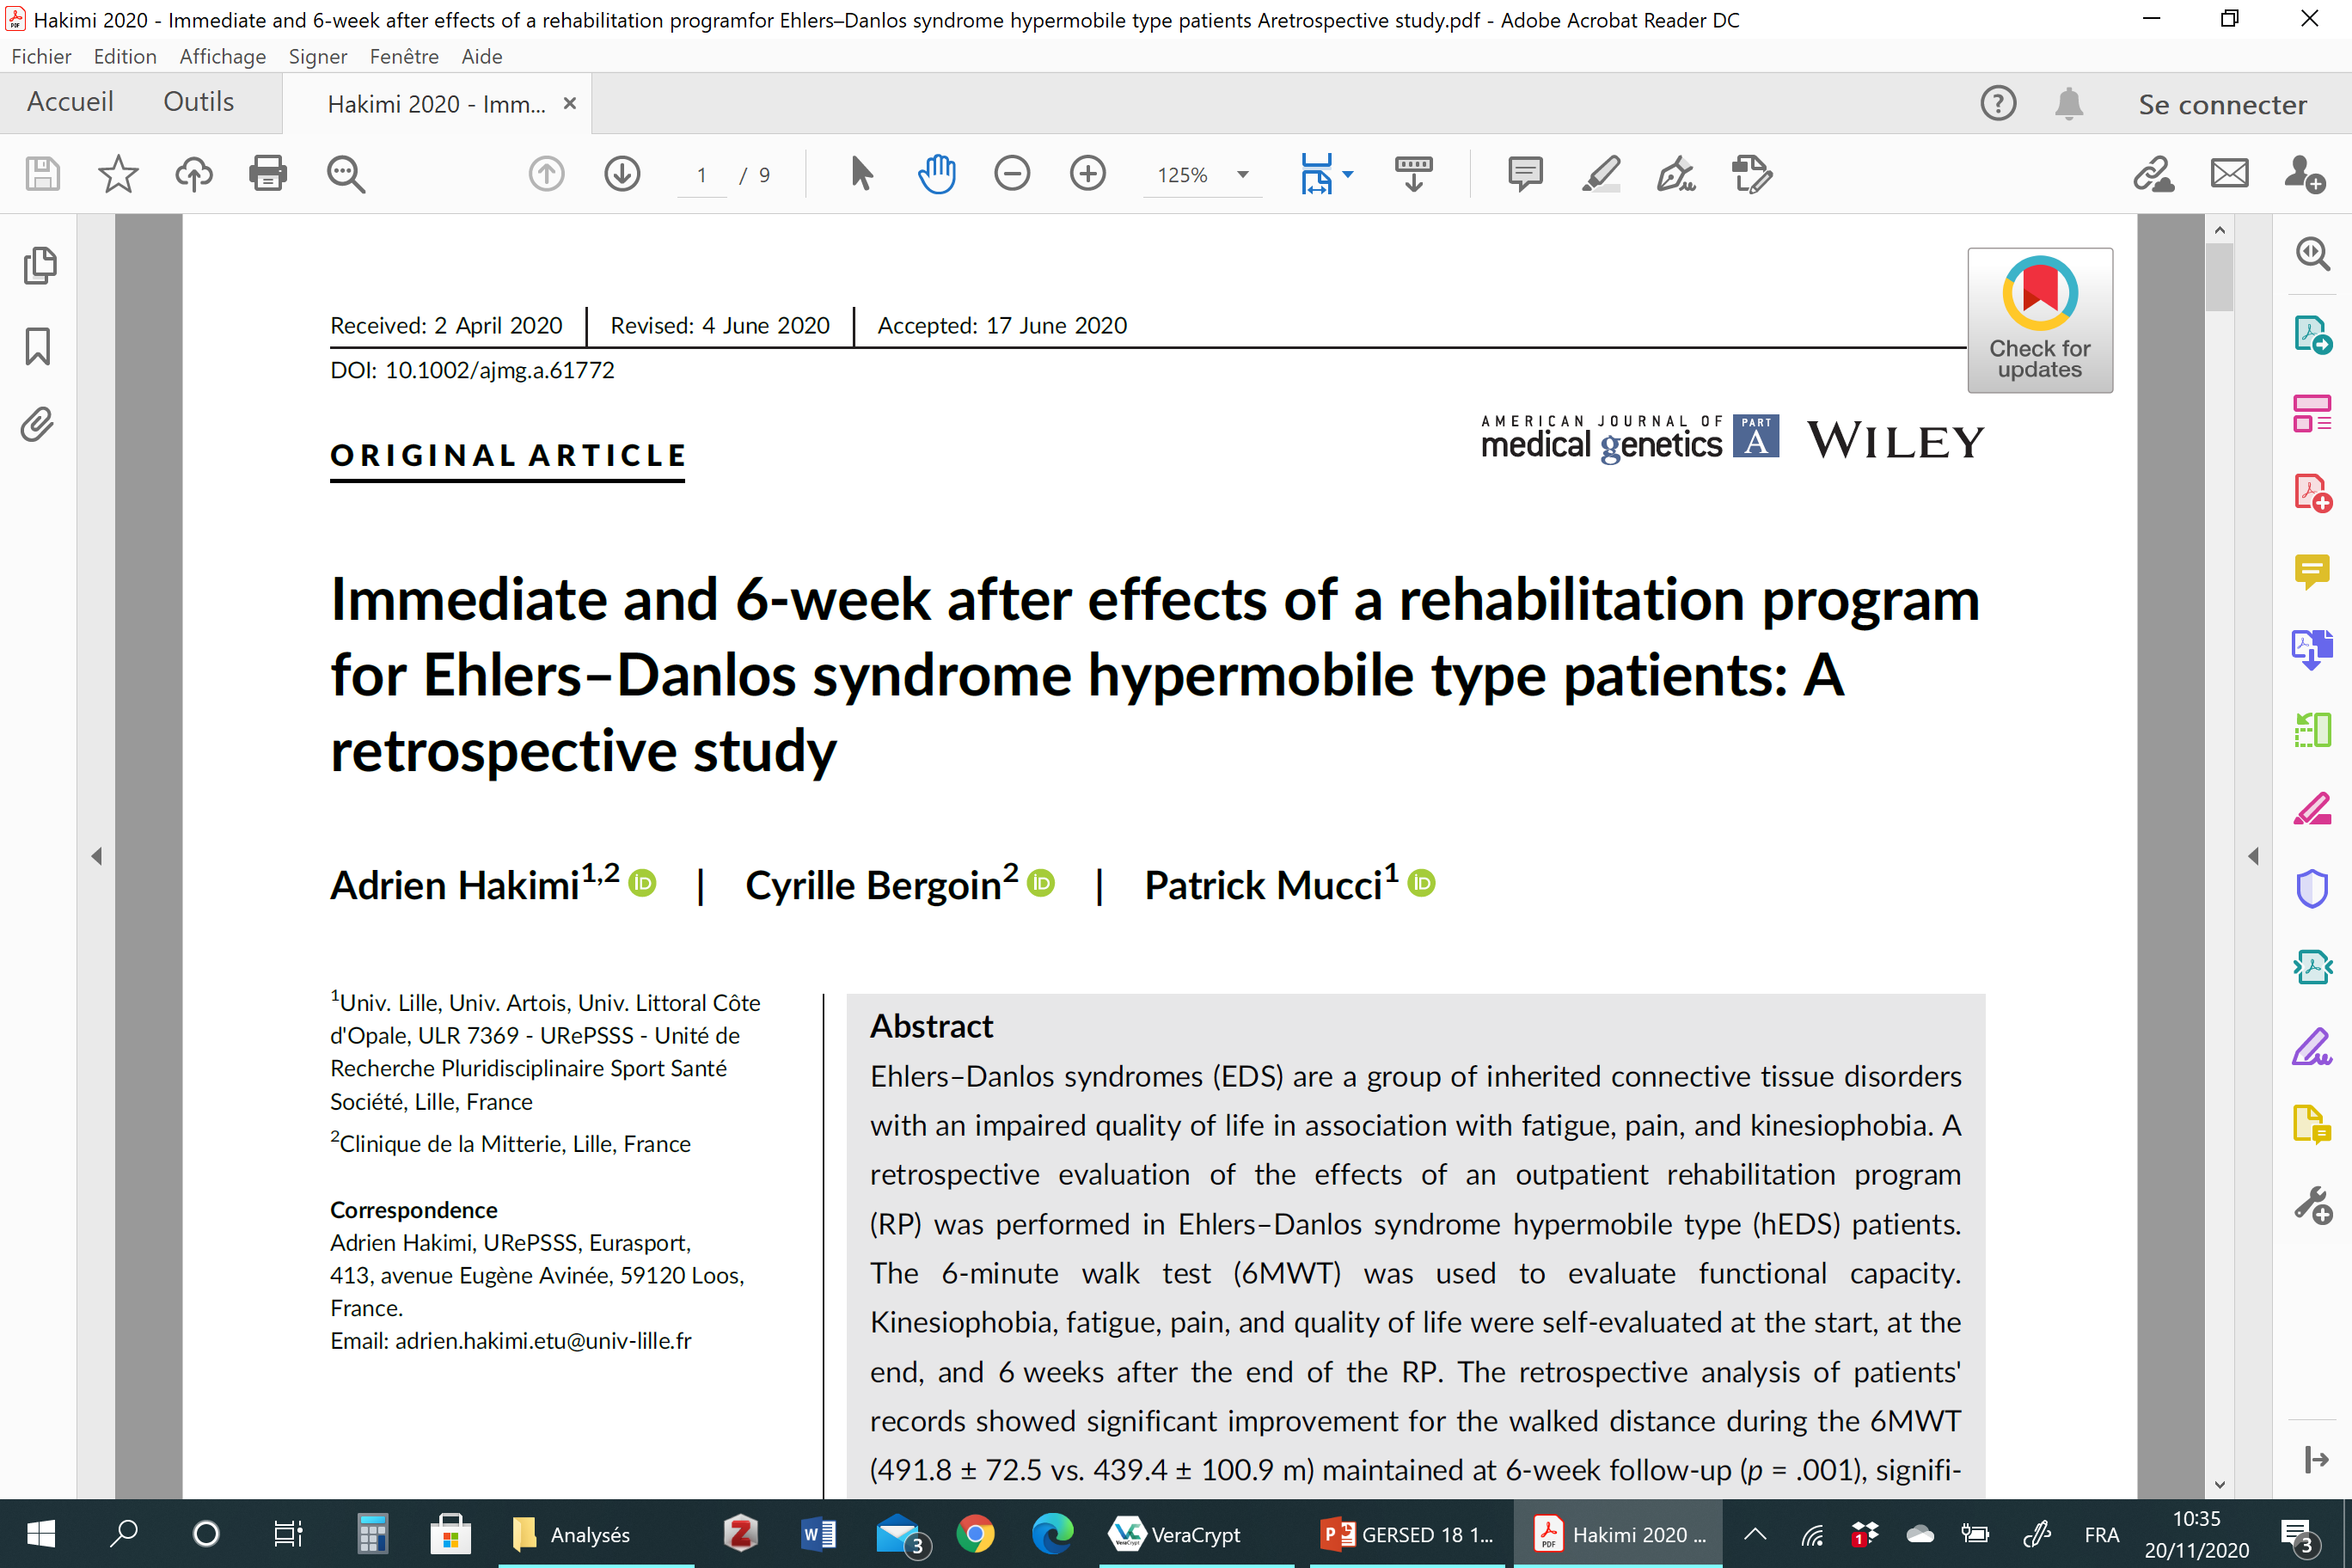 Hakimi 2020 - Immediate and 6-week after effects of a rehabilitation programfor Ehlers–Danlos syndrome hypermobile type patients Aretrospective study.pdf - Adobe Acrobat Reader DC
Fichier Edition Affichage Signer Fenêtre Aide
Accueil Outils Hakimi 2020 - Imm... Se connecter
1 / 9 125%
Check for
updates
Received: 2 April 2020 Revised: 4 June 2020 Accepted: 17 June 2020
DOI: 10.1002/ajmg.a.61772
AMERICAN JOURNAL OF PART
medical genetics A WILEY
ORIGINAL ARTICLE
Immediate and 6-week after effects of a rehabilitation program
for Ehlers–Danlos syndrome hypermobile type patients: A
retrospective study
Adrien Hakimi1,2 iD | Cyrille Bergoin2 iD | Patrick Mucci1 iD
1Univ. Lille, Univ. Artois, Univ. Littoral Côte
d'Opale, ULR 7369 - URePSSS - Unité de
Recherche Pluridisciplinaire Sport Santé
Société, Lille, France
2Clinique de la Mitterie, Lille, France
Correspondence
Adrien Hakimi, URePSSS, Eurasport,
413, avenue Eugène Avinée, 59120 Loos,
France.
Email: adrien.hakimi.etu@univ-lille.fr
Abstract
Ehlers–Danlos syndromes (EDS) are a group of inherited connective tissue disorders
with an impaired quality of life in association with fatigue, pain, and kinesiophobia. A
retrospective evaluation of the effects of an outpatient rehabilitation program
(RP) was performed in Ehlers–Danlos syndrome hypermobile type (hEDS) patients.
The 6-minute walk test (6MWT) was used to evaluate functional capacity.
Kinesiophobia, fatigue, pain, and quality of life were self-evaluated at the start, at the
end, and 6 weeks after the end of the RP. The retrospective analysis of patients'
records showed significant improvement for the walked distance during the 6MWT
(491.8 ± 72.5 vs. 439.4 ± 100.9 m) maintained at 6-week follow-up (p = .001), signifi-
Analysés 3 VeraCrypt GERSED 18 1... Hakimi 2020 ... 1 FRA 10:35
20/11/2020 3